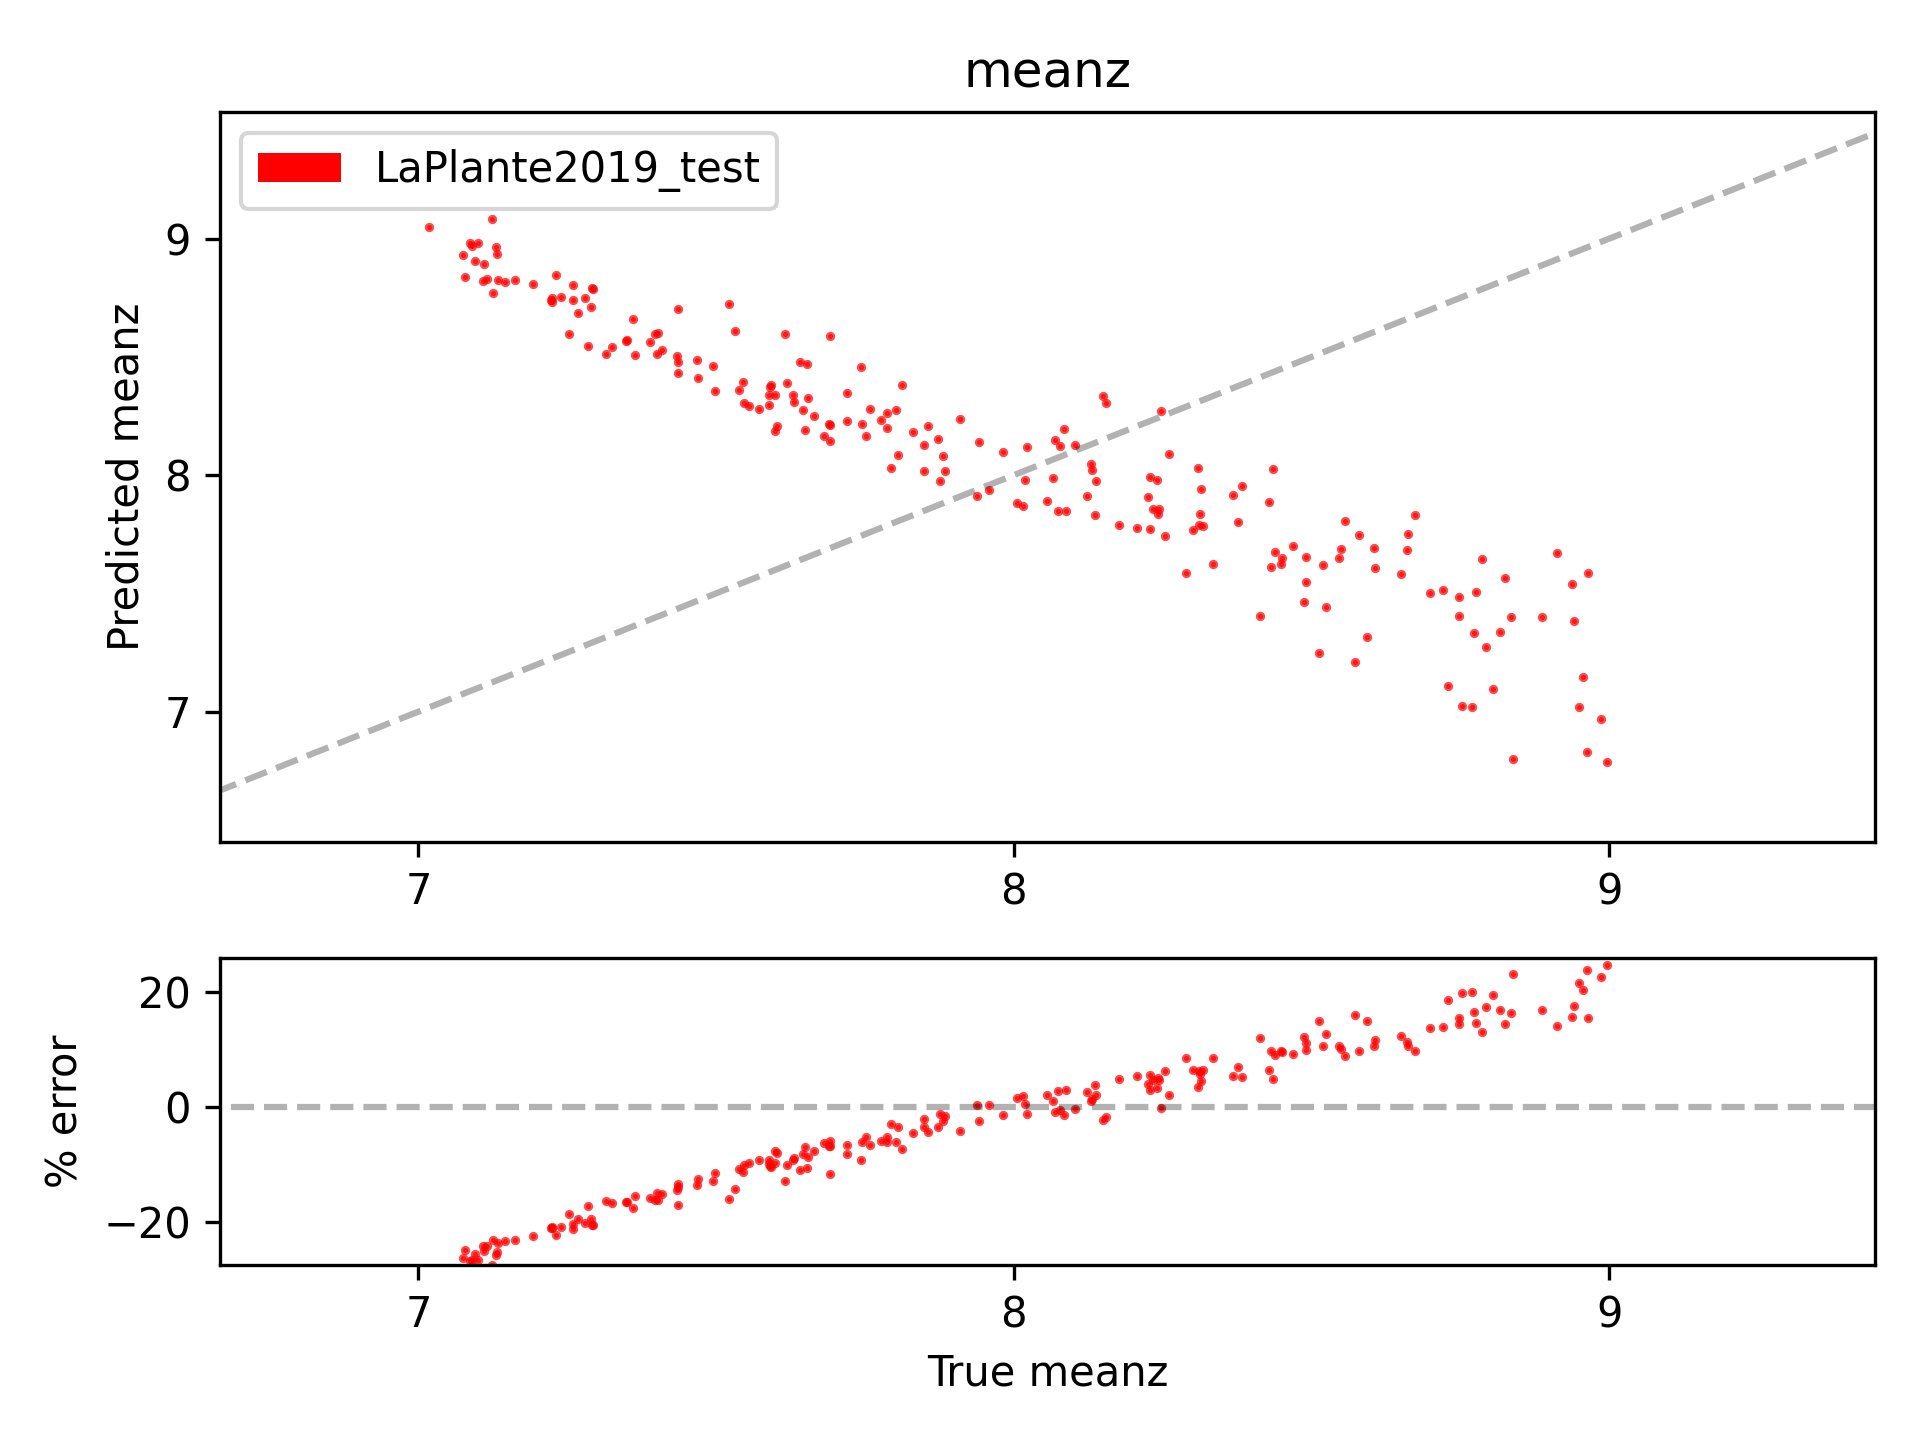 meanz
LaPlante2019_test
Predicted meanz
9
8
7
7 8 9
% error
20
0
−20
7 8 9
True meanz